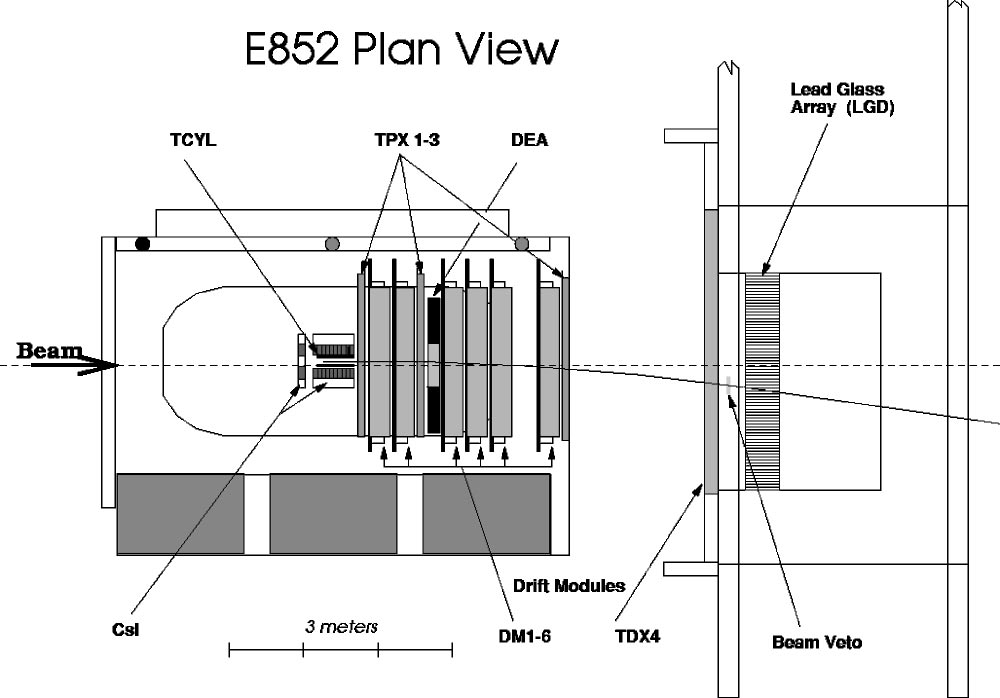 E852 Plan View
Lead Glass
Array (LGD)
TCYL
TPX 1-3
DEA
Beam
Drift Modules
CsI
3 meters
DM1-6
TDX4
Beam Veto